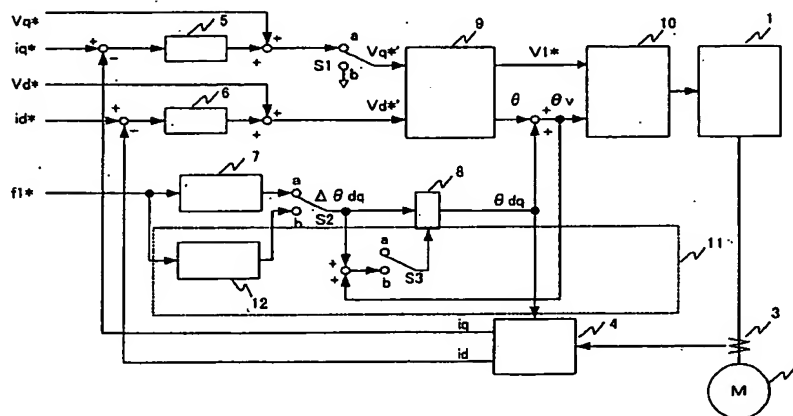 Vq* 5 9 10 1
iq* + - + + a Vq*' V1*
S1 b
Vd* 6
id* + - + + Vd*' θ + + θv
7 8
f1* a Δθdq θdq
b S2
a
+ + b S3 11
12
iq 4 3
id
M